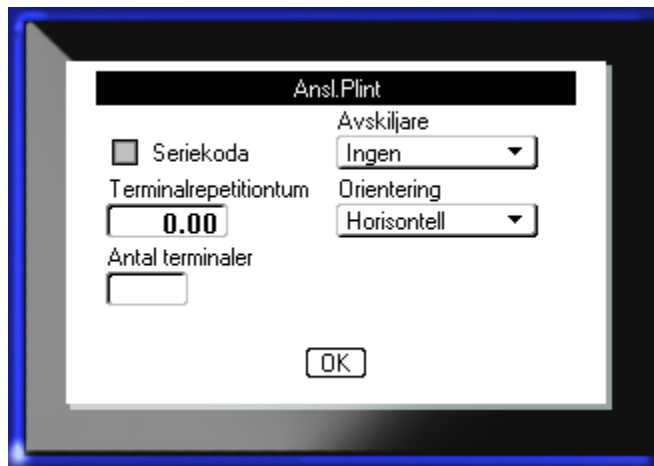 Ansl.Plint
Avskiljare
Seriekoda
Ingen
Terminalrepetitiontum
Orientering
0.00
Horisontell
Antal terminaler
OK